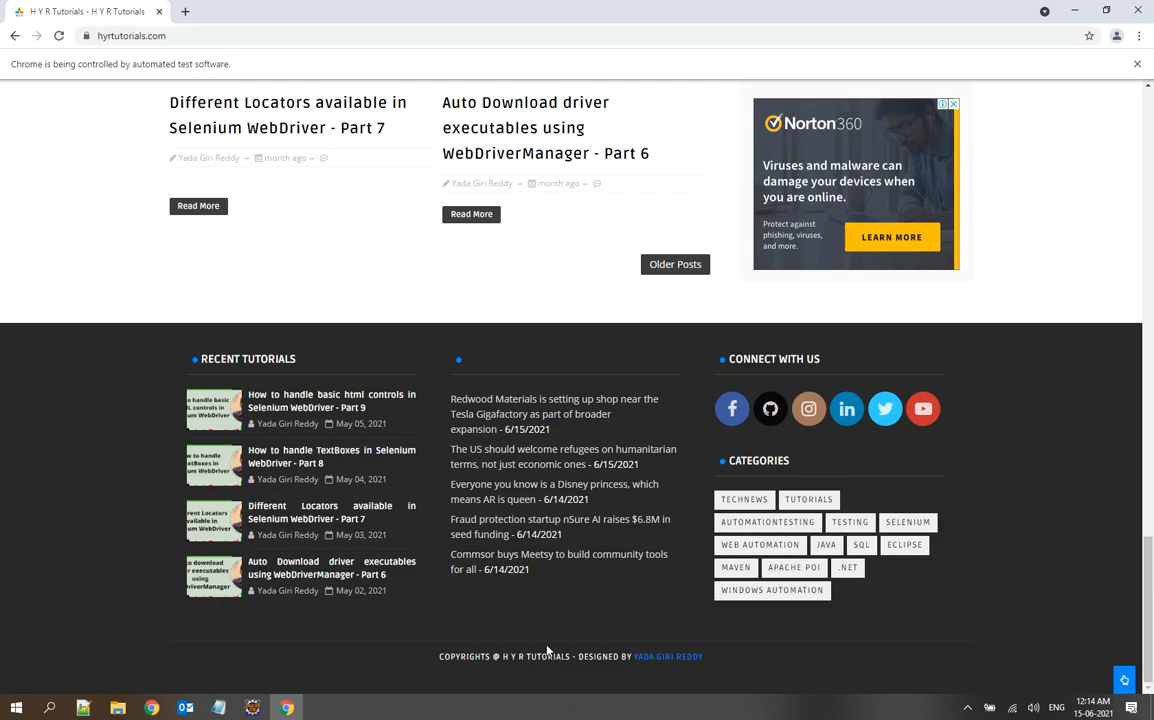 H Y R Tutorials - H Y R Tutorials
hyrtutorials.com
Chrome is being controlled by automated test software.
Different Locators available in
Selenium WebDriver - Part 7
Yada Giri Reddy – month ago
Read More
Auto Download driver
executables using
WebDriverManager - Part 6
Yada Giri Reddy – month ago
Read More
Older Posts
Norton360
Viruses and malware can
damage your devices when
you are online.
Protect against
phishing, viruses,
and more.
LEARN MORE
RECENT TUTORIALS
How to handle basic html controls in
Selenium WebDriver - Part 9
Yada Giri Reddy May 05, 2021
How to handle TextBoxes in Selenium
WebDriver - Part 8
Yada Giri Reddy May 04, 2021
Different Locators available in
Selenium WebDriver - Part 7
Yada Giri Reddy May 03, 2021
Auto Download driver executables
using WebDriverManager - Part 6
Yada Giri Reddy May 02, 2021
Redwood Materials is setting up shop near the
Tesla Gigafactory as part of broader
expansion - 6/15/2021
The US should welcome refugees on humanitarian
terms, not just economic ones - 6/15/2021
Everyone you know is a Disney princess, which
means AR is queen - 6/14/2021
Fraud protection startup nSure AI raises $6.8M in
seed funding - 6/14/2021
Commsor buys Meetsy to build community tools
for all - 6/14/2021
CONNECT WITH US
CATEGORIES
TECHNEWS TUTORIALS
AUTOMATIONTESTING TESTING SELENIUM
WEB AUTOMATION JAVA SQL ECLIPSE
MAVEN APACHE POI .NET
WINDOWS AUTOMATION
COPYRIGHTS @ H Y R TUTORIALS - DESIGNED BY YADA GIRI REDDY
ENG
12:14 AM
15-06-2021